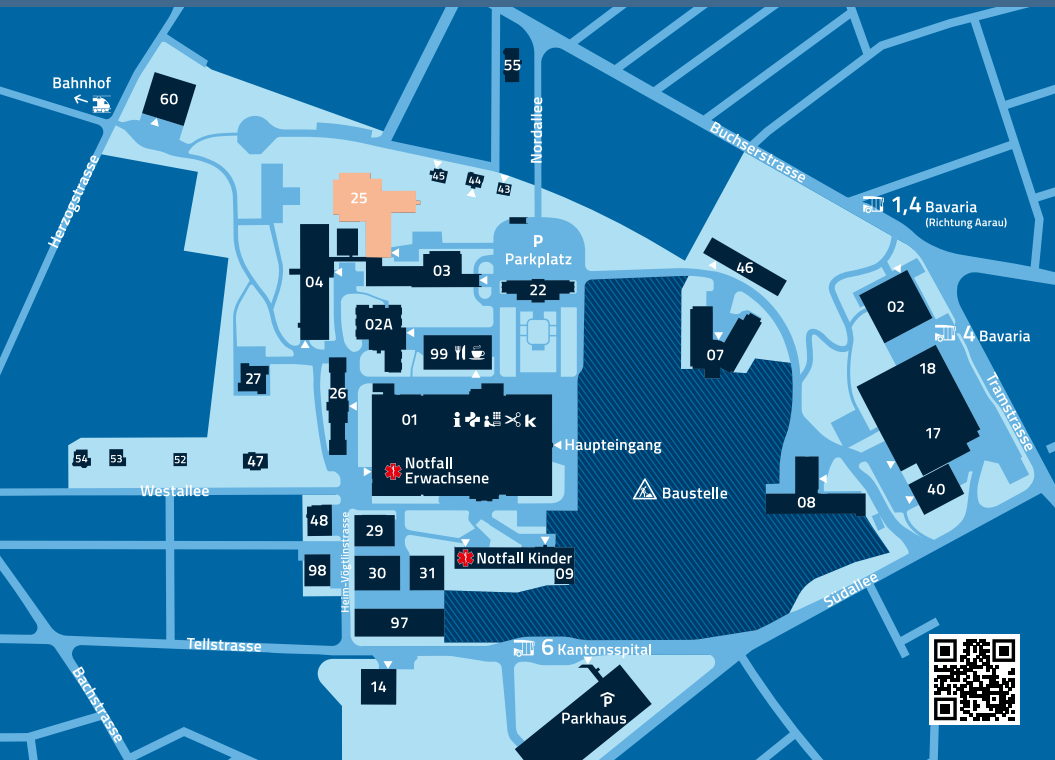 55
Bahnhof
60
Nordallee
Buchserstrasse
Herzogstrasse
45
44
43
25
1,4 Bavaria
(Richtung Aarau)
P
Parkplatz
03
46
04
22
02
02A
4 Bavaria
99
07
18
27
26
Tramstrasse
01
k
17
Haupteingang
54
53
52
47
Notfall
Erwachsene
Westallee
Baustelle
40
08
48
29
Heim-Vögtlinstrasse
Notfall Kinder
09
98
30
31
Südallee
97
Tellstrasse
6 Kantonsspital
Bachstrasse
14
P
Parkhaus